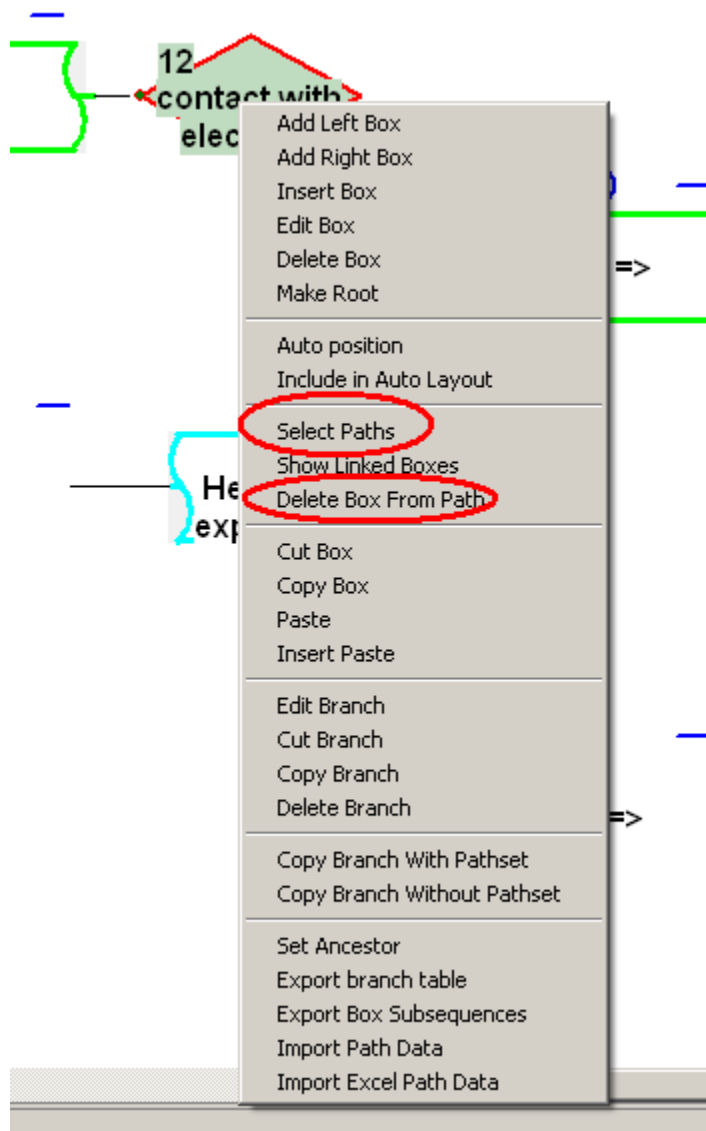 12
contact with
elec
Add Left Box
Add Right Box
Insert Box
Edit Box
Delete Box
Make Root
=>
Auto position
Include in Auto Layout
Select Paths
Show Linked Boxes
Delete Box From Path
He
exp
Cut Box
Copy Box
Paste
Insert Paste
Edit Branch
Cut Branch
Copy Branch
Delete Branch
=>
Copy Branch With Pathset
Copy Branch Without Pathset
Set Ancestor
Export branch table
Export Box Subsequences
Import Path Data
Import Excel Path Data